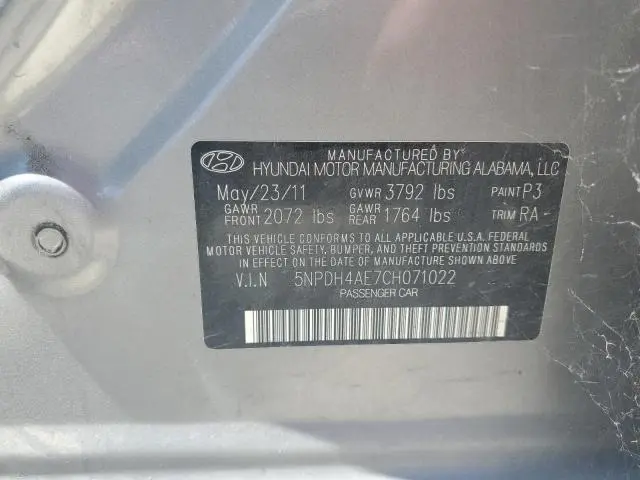 MANUFACTURED BY
HYUNDAI MOTOR MANUFACTURING ALABAMA, LLC
May/23/11 GVWR 3792 lbs PAINT P3
GAWR FRONT 2072 lbs GAWR REAR 1764 lbs TRIM RA-
THIS VEHICLE CONFORMS TO ALL APPLICABLE U.S.A. FEDERAL
MOTOR VEHICLE SAFETY, BUMPER, AND THEFT PREVENTION STANDARDS
IN EFFECT ON THE DATE OF MANUFACTURE SHOWN ABOVE.
V.I.N 5NPDH4AE7CH071022
PASSENGER CAR